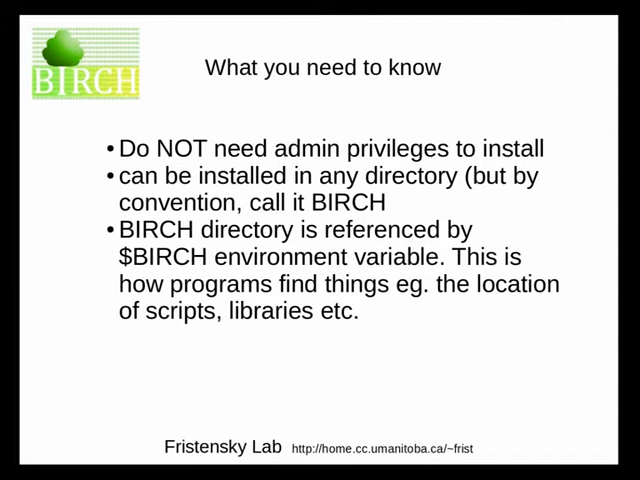 BIRCH
What you need to know
• Do NOT need admin privileges to install
• can be installed in any directory (but by
convention, call it BIRCH
• BIRCH directory is referenced by
$BIRCH environment variable. This is
how programs find things eg. the location
of scripts, libraries etc.
Fristensky Lab http://home.cc.umanitoba.ca/~frist